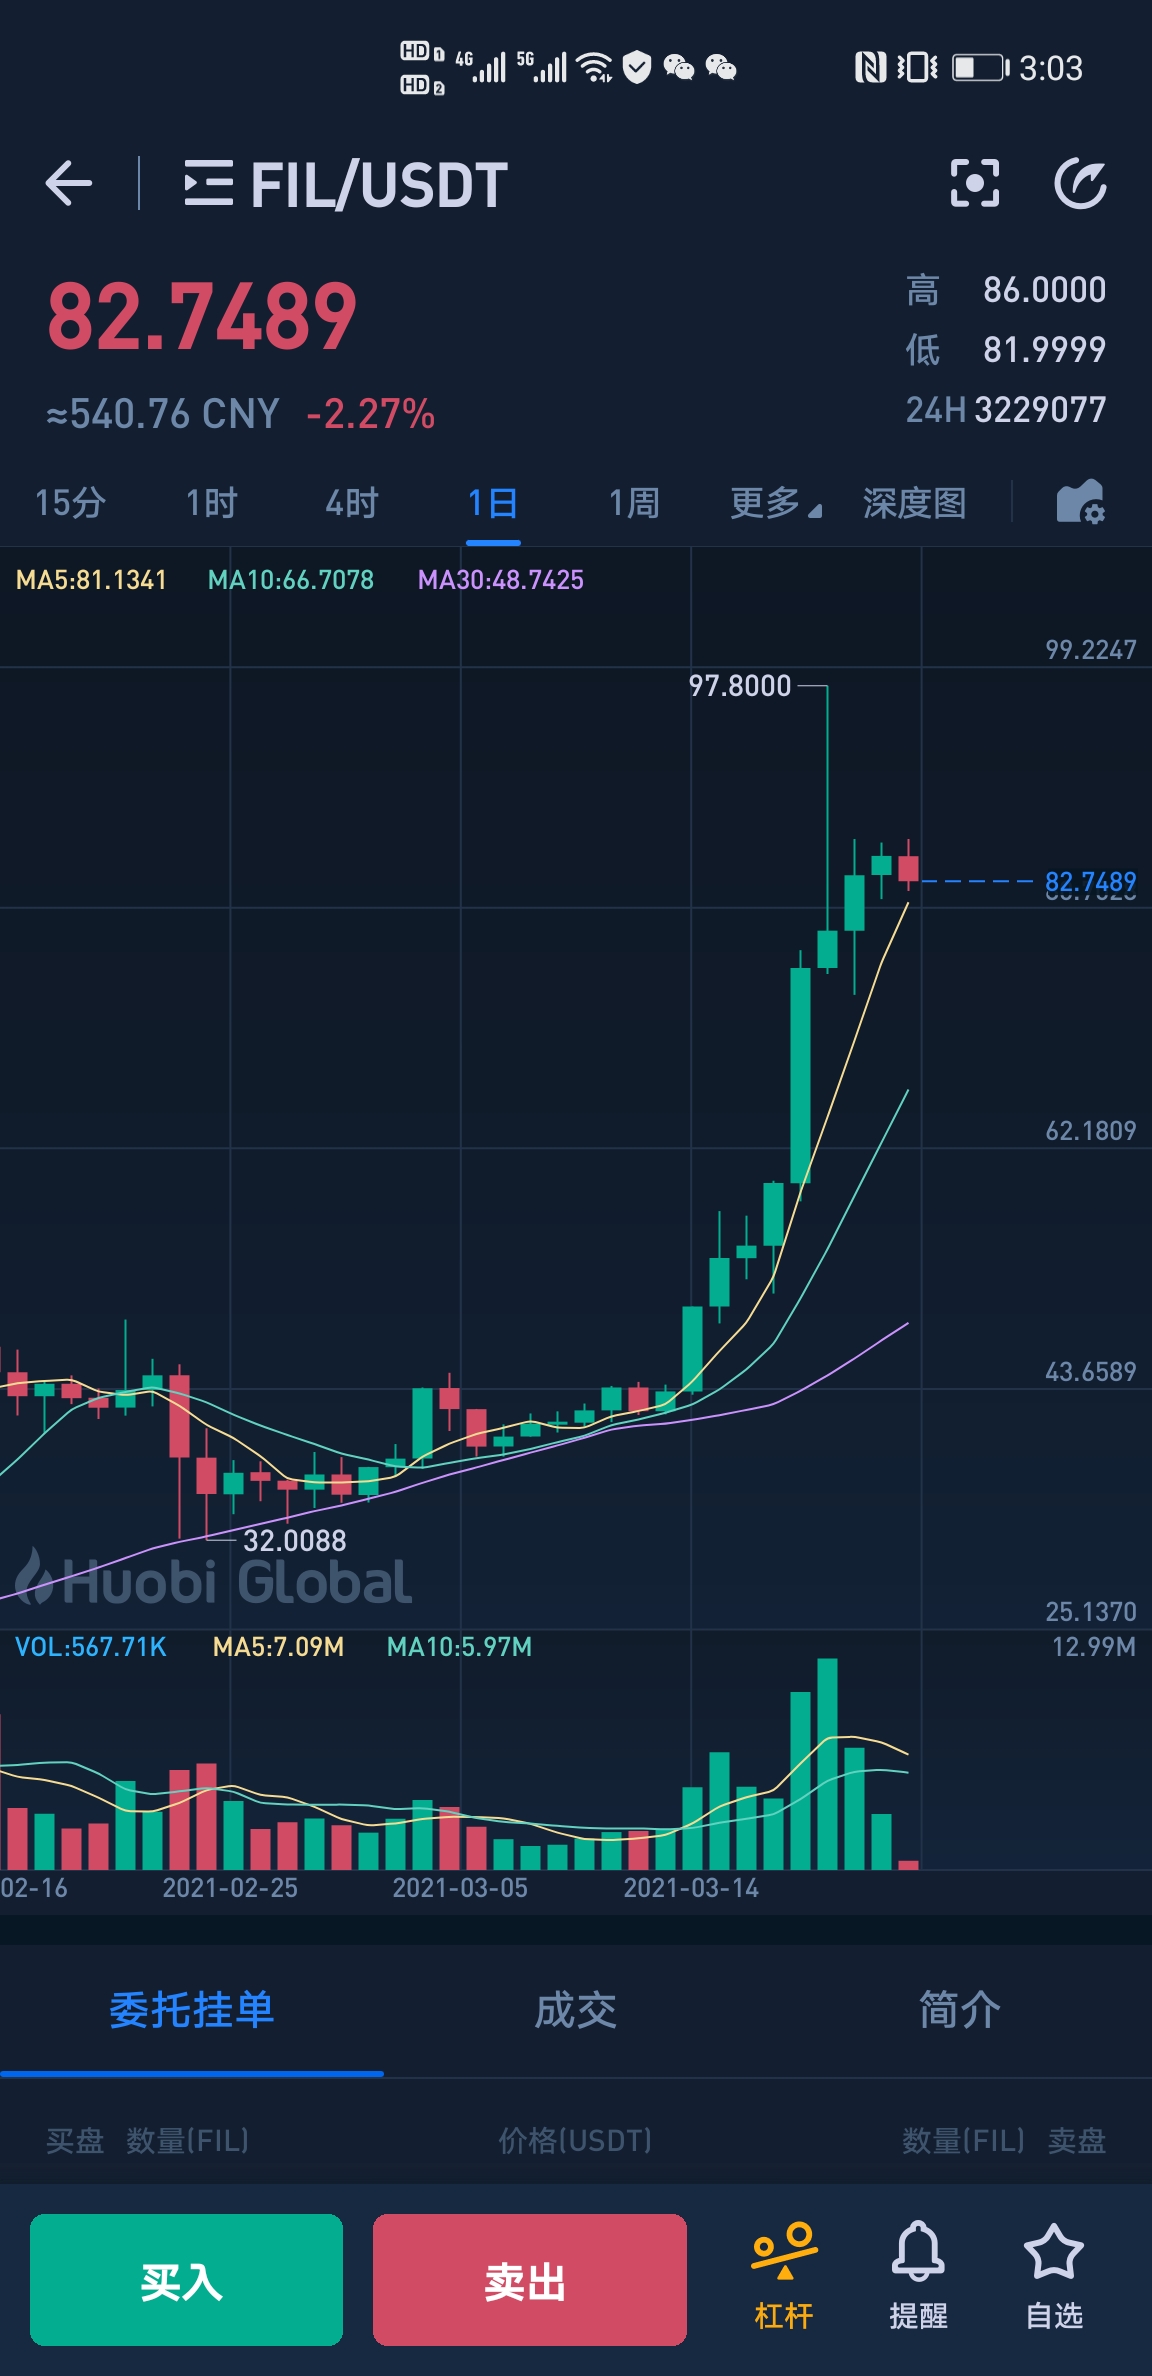 HD 1 4G 5G 3:03
HD 2
FIL/USDT
82.7489
≈540.76 CNY -2.27%
高 86.0000
低 81.9999
24H 3229077
15分 1时 4时 1日 1周 更多 深度图
MA5:81.1341 MA10:66.7078 MA30:48.7425
99.2247
97.8000
82.7489
62.1809
43.6589
32.0088
Huobi Global
25.1370
VOL:567.71K MA5:7.09M MA10:5.97M 12.99M
02-16 2021-02-25 2021-03-05 2021-03-14
委托挂单 成交 简介
买盘 数量(FIL) 价格(USDT) 数量(FIL) 卖盘
买入 卖出 杠杆 提醒 自选